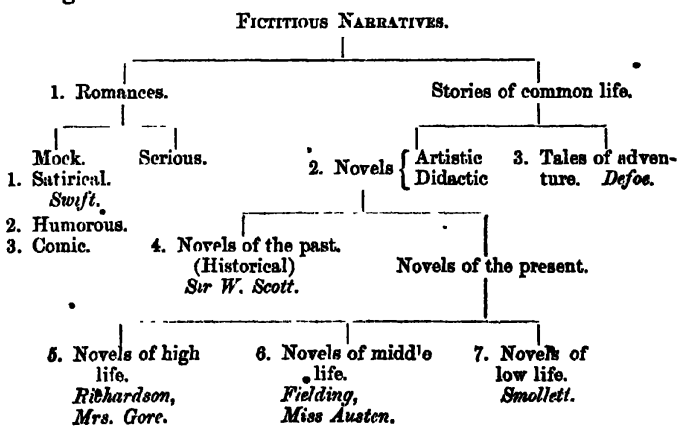 FICTITIOUS NARRATIVES.
1. Romances.
Stories of common life.
Mock.
1. Satirical.
Swift.
2. Humorous.
3. Comic.
Serious.
2. Novels { Artistic
Didactic
3. Tales of adven-
ture. Defoe.
4. Novels of the past.
(Historical)
Sir W. Scott.
Novels of the present.
5. Novels of high
life.
Richardson,
Mrs. Gore.
6. Novels of middle
life.
Fielding,
Miss Austen.
7. Novels of
low life.
Smollett.